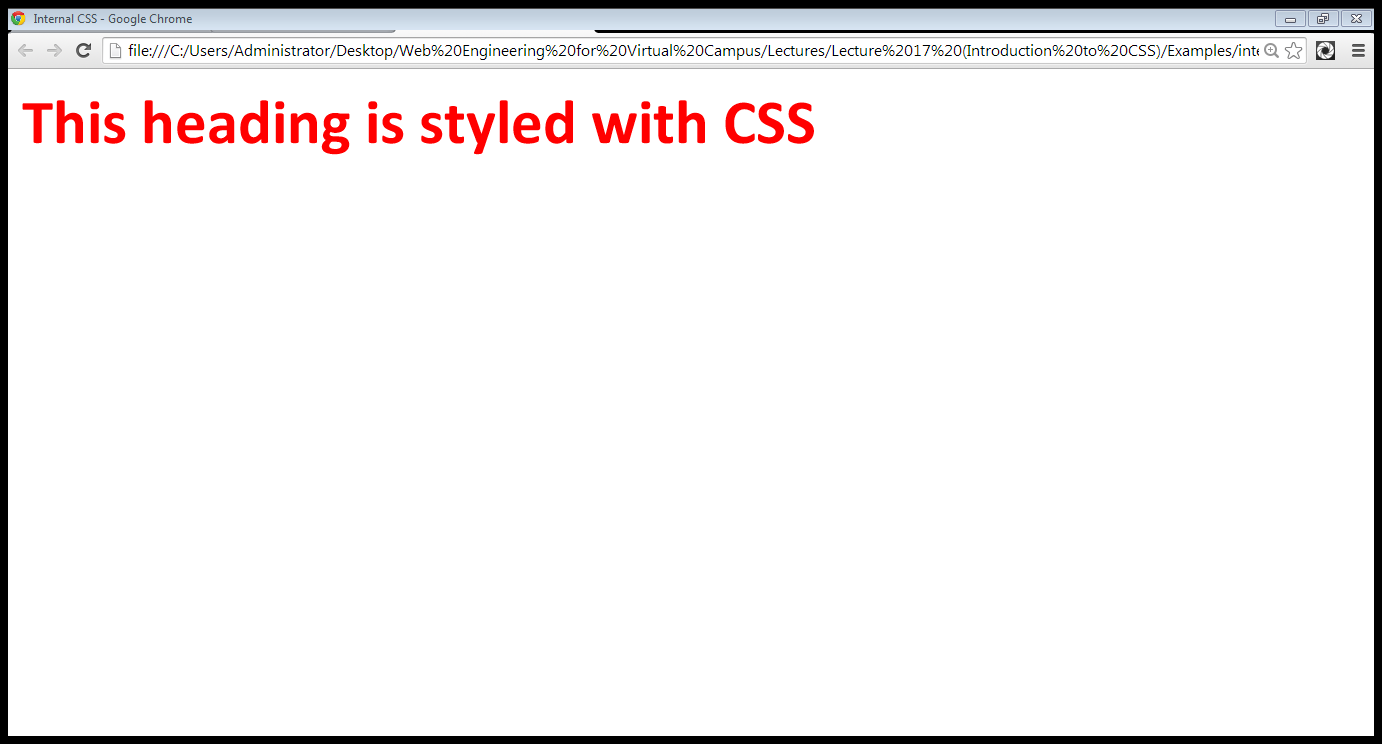 Internal CSS - Google Chrome
file:///C:/Users/Administrator/Desktop/Web%20Engineering%20for%20Virtual%20Campus/Lectures/Lecture%2017%20(Introduction%20to%20CSS)/Examples/inte
This heading is styled with CSS